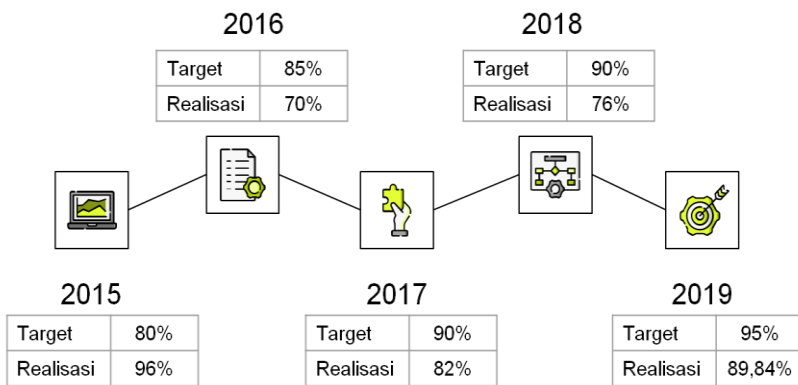 2016
Target 85%
Realisasi 70%
2018
Target 90%
Realisasi 76%
2015
Target 80%
Realisasi 96%
2017
Target 90%
Realisasi 82%
2019
Target 95%
Realisasi 89,84%